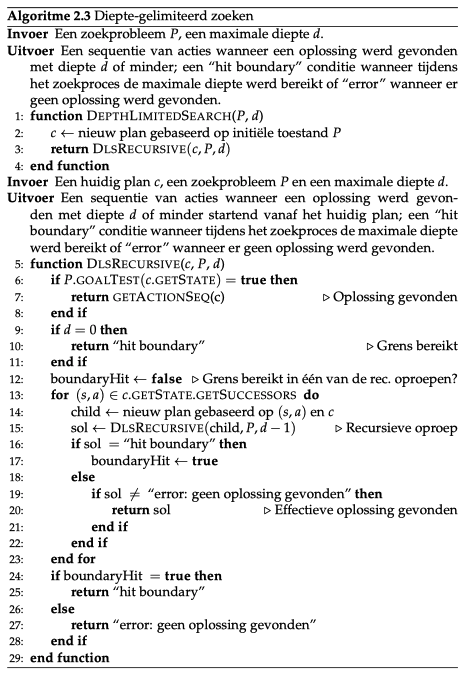 Algoritme 2.3 Diepte-gelimiteerd zoeken
Invoer Een zoekprobleem P, een maximale diepte d.
Uitvoer Een sequentie van acties wanneer een oplossing werd gevonden
met diepte d of minder; een “hit boundary” conditie wanneer tijdens
het zoekproces de maximale diepte werd bereikt of “error” wanneer er
geen oplossing werd gevonden.
1: function DEPTHLIMITEDSEARCH(P, d)
2: c ← nieuw plan gebaseerd op initiële toestand P
3: return DLSRECURSIVE(c, P, d)
4: end function
Invoer Een huidig plan c, een zoekprobleem P en een maximale diepte d.
Uitvoer Een sequentie van acties wanneer een oplossing werd gevon-
den met diepte d of minder startend vanaf het huidig plan; een “hit
boundary” conditie wanneer tijdens het zoekproces de maximale diepte
werd bereikt of “error” wanneer er geen oplossing werd gevonden.
5: function DLSRECURSIVE(c, P, d)
6: if P.GOALTEST(c.GETSTATE) = true then
7: return GETACTIONSEQ(c) ▷ Oplossing gevonden
8: end if
9: if d = 0 then
10: return “hit boundary” ▷ Grens bereikt
11: end if
12: boundaryHit ← false ▷ Grens bereikt in één van de rec. oproepen?
13: for (s, a) ∈ c.GETSTATE.GETSUCCESSORS do
14: child ← nieuw plan gebaseerd op (s, a) en c
15: sol ← DLSRECURSIVE(child, P, d − 1) ▷ Recursieve oproep
16: if sol = “hit boundary” then
17: boundaryHit ← true
18: else
19: if sol ≠ “error: geen oplossing gevonden” then
20: return sol ▷ Effectieve oplossing gevonden
21: end if
22: end if
23: end for
24: if boundaryHit = true then
25: return “hit boundary”
26: else
27: return “error: geen oplossing gevonden”
28: end if
29: end function